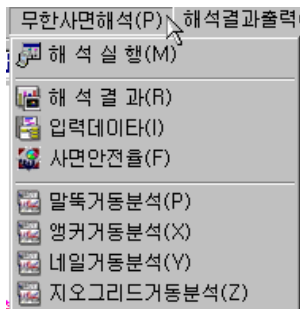 무한사면해석(P) 해석결과출력(
해 석 실 행(M)
해 석 결 과(R)
입력데이타(I)
사면안전율(F)
말뚝거동분석(P)
앵커거동분석(X)
네일거동분석(Y)
지오그리드거동분석(Z)